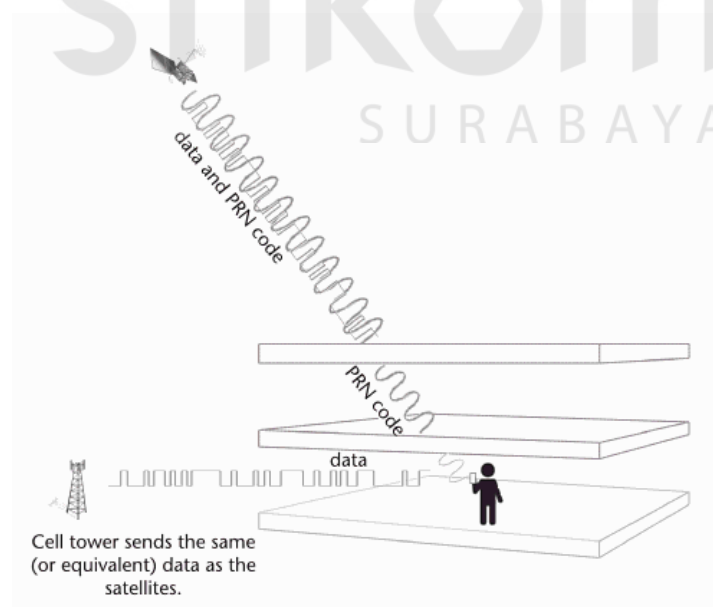 SURABAYA
data and PRN code
PRN code
data
Cell tower sends the same
(or equivalent) data as the
satellites.